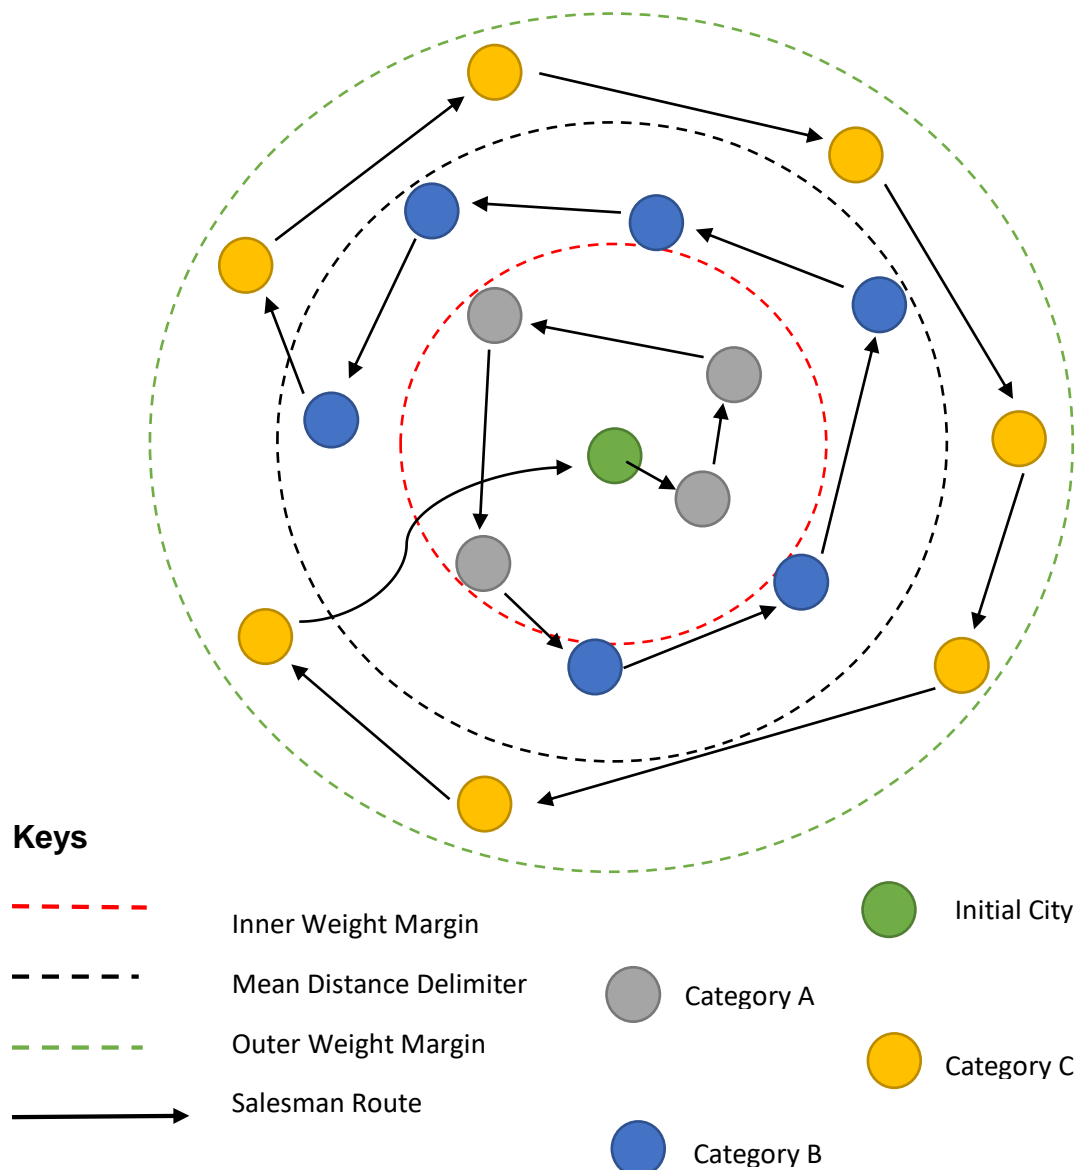 Keys
Inner Weight Margin
Mean Distance Delimiter
Outer Weight Margin
Salesman Route
Initial City
Category A
Category C
Category B